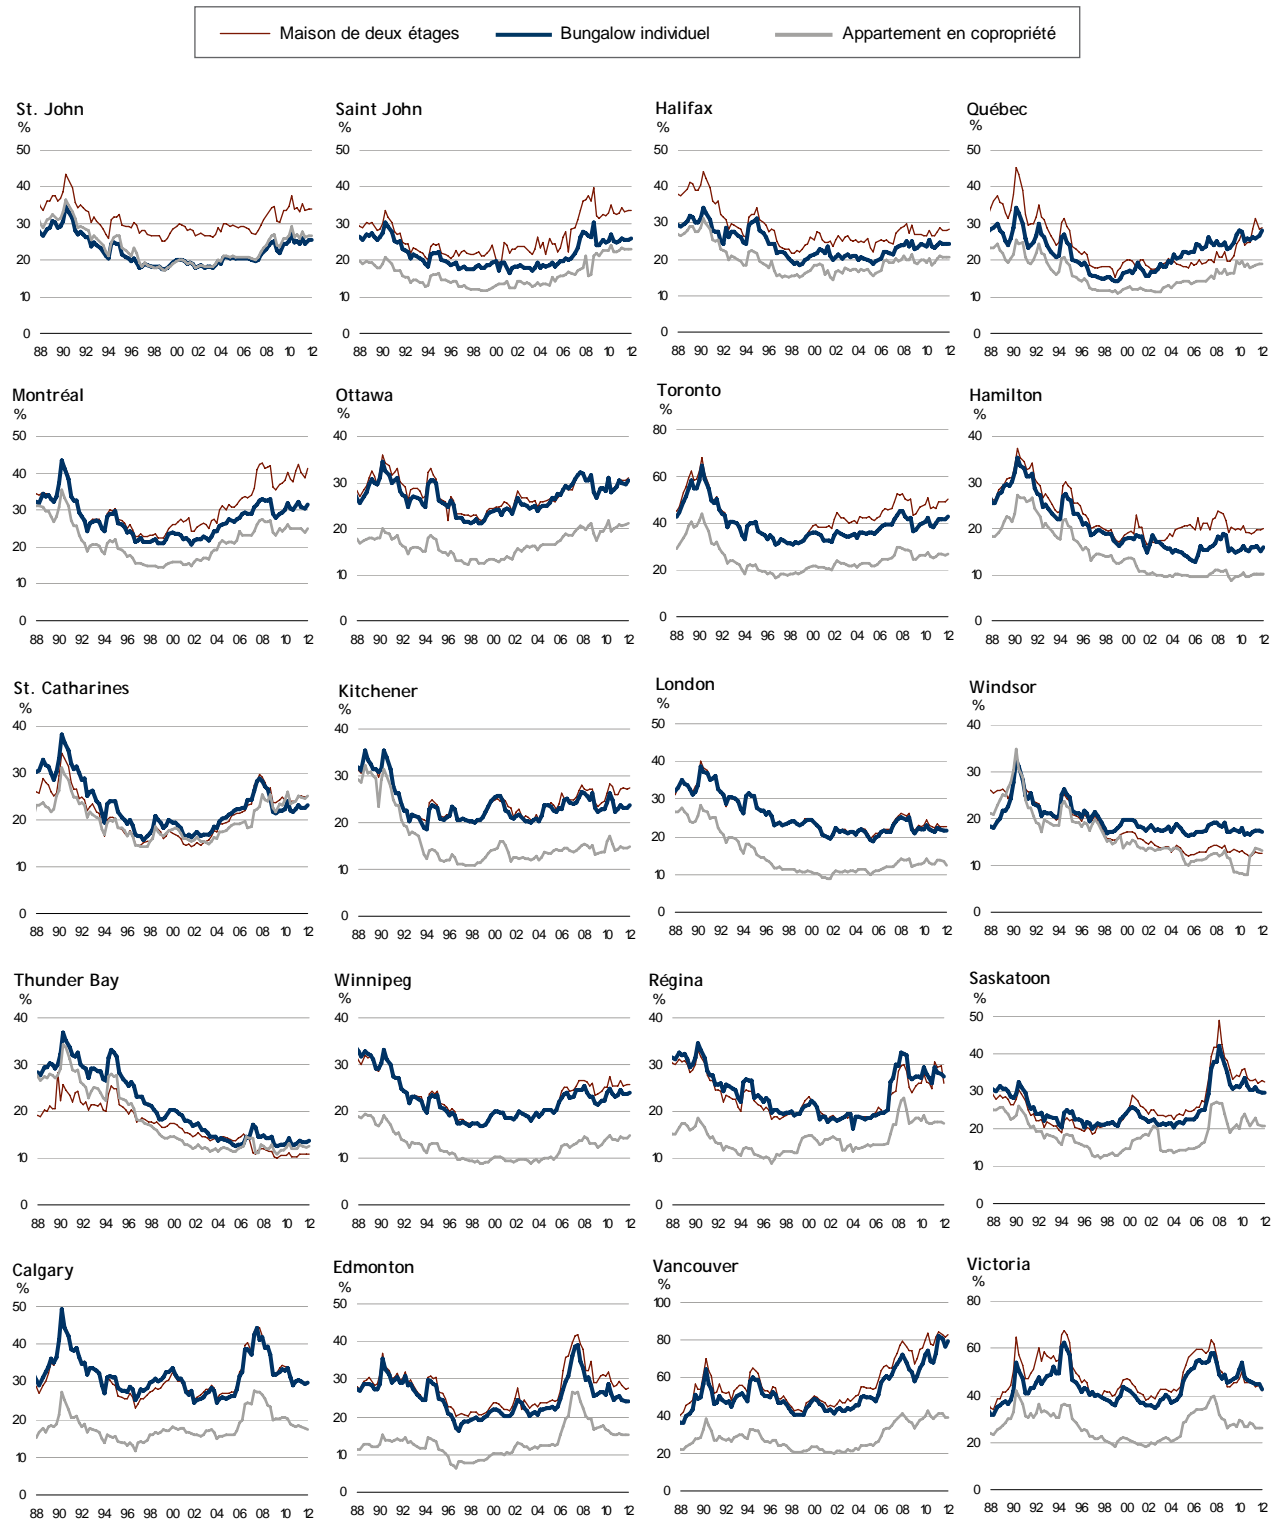 Maison de deux étages Bungalow individuel Appartement en copropriété
St. John Saint John Halifax Québec
% % % %
50 50 50 50
40 40 40 40
30 30 30 30
20 20 20 20
10 10 10 10
0 0 0 0
88 90 92 94 96 98 00 02 04 06 08 10 12 88 90 92 94 96 98 00 02 04 06 08 10 12 88 90 92 94 96 98 00 02 04 06 08 10 12 88 90 92 94 96 98 00 02 04 06 08 10 12
Montréal Ottawa Toronto Hamilton
% % % %
50 40 80 40
40 30 60 30
30 20 40 20
20 10 20 10
10 0 0 0
0
88 90 92 94 96 98 00 02 04 06 08 10 12 88 90 92 94 96 98 00 02 04 06 08 10 12 88 90 92 94 96 98 00 02 04 06 08 10 12 88 90 92 94 96 98 00 02 04 06 08 10 12
St. Catharines Kitchener London Windsor
% % % %
40 40 50 40
30 30 40 30
20 20 30 20
10 10 20 10
0 0 10 0
0
88 90 92 94 96 98 00 02 04 06 08 10 12 88 90 92 94 96 98 00 02 04 06 08 10 12 88 90 92 94 96 98 00 02 04 06 08 10 12 88 90 92 94 96 98 00 02 04 06 08 10 12
Thunder Bay Winnipeg Régina Saskatoon
% % % %
40 40 40 50
30 30 30 40
20 20 20 30
10 10 10 20
0 0 0 10
0
88 90 92 94 96 98 00 02 04 06 08 10 12 88 90 92 94 96 98 00 02 04 06 08 10 12 88 90 92 94 96 98 00 02 04 06 08 10 12 88 90 92 94 96 98 00 02 04 06 08 10 12
Calgary Edmonton Vancouver Victoria
% % % %
50 50 100 80
40 40 80 60
30 30 60 40
20 20 40 20
10 10 20 0
0 0 0
88 90 92 94 96 98 00 02 04 06 08 10 12 88 90 92 94 96 98 00 02 04 06 08 10 12 88 90 92 94 96 98 00 02 04 06 08 10 12 88 90 92 94 96 98 00 02 04 06 08 10 12